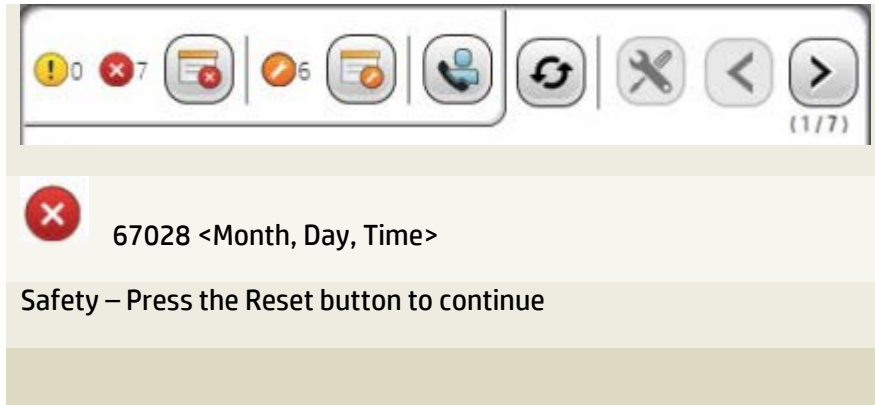 0 7 6
(1/7)
67028 <Month, Day, Time>
Safety – Press the Reset button to continue